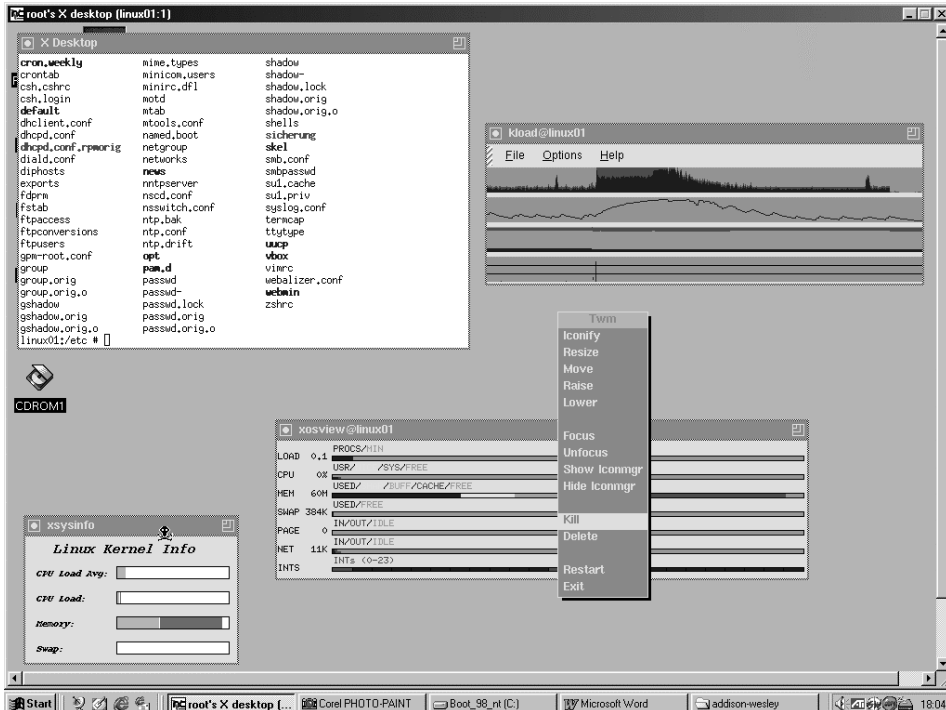 root's X desktop (linux01:1)
X Desktop
cron.weekly mime.types shadow
crontab minicom.users shadow-
csh.cshrc minirc.dfl shadow.lock
csh.login motd shadow.orig
default mtab shadow.orig.o
dhclient.conf mtools.conf shells
dhcpd.conf named.boot sicherung
dhcpd.conf.rpmorig netgroup skel
diald.conf networks smb.conf
diphosts news smbpasswd
exports nntpserver su1.cache
fdprm nscd.conf su1.priv
fstab nsswitch.conf syslog.conf
ftpaccess ntp.bak termcap
ftpconversions ntp.conf ttytype
ftpusers ntp.drift uucp
gpm-root.conf opt vbox
group pam.d vimrc
group.orig passwd webalizer.conf
group.orig.o passwd- webmin
gshadow passwd.lock zshrc
gshadow.orig passwd.orig
gshadow.orig.o passwd.orig.o
linux01:/etc #
kload@linux01
File Options Help
CDROM1
Twm
Iconify
Resize
Move
Raise
Lower
Focus
Unfocus
Show Iconmgr
Hide Iconmgr
Kill
Delete
Restart
Exit
xosview@linux01
PROCS/MIN
LOAD 0.1
USR/ /SYS/FREE
CPU 0%
USED/ /BUFF/CACHE/FREE
MEM 60M
USED/FREE
SWAP 384K
IN/OUT/IDLE
PAGE 0
IN/OUT/IDLE
NET 11K
INTs (0-23)
INTS
xsysinfo
Linux Kernel Info
CPU Load Avg:
CPU Load:
Memory:
Swap:
Start root's X desktop (... Corel PHOTO-PAINT Boot_98_nt (C:) Microsoft Word addison-wesley 18:04